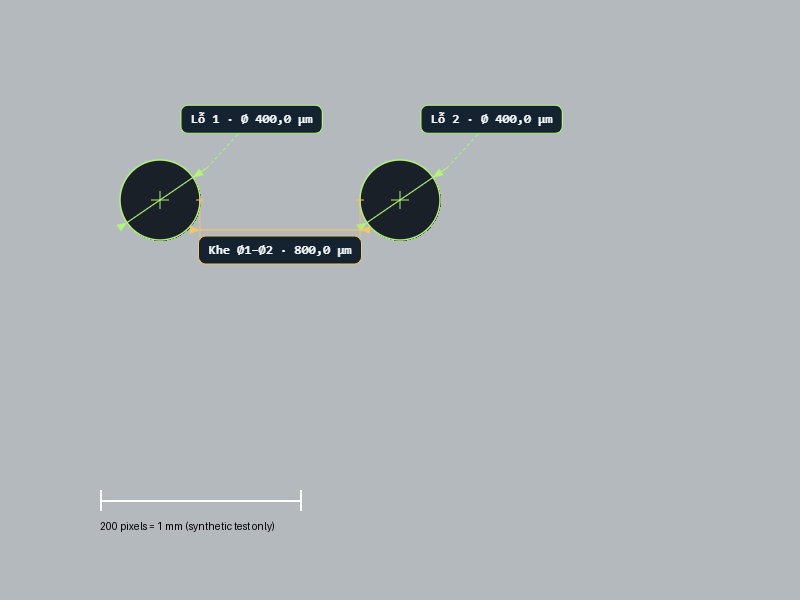 Lỗ 1 · Ø 400,0 µm
Lỗ 2 · Ø 400,0 µm
Khe Ø1–Ø2 · 800,0 µm
200 pixels = 1 mm (synthetic test only)